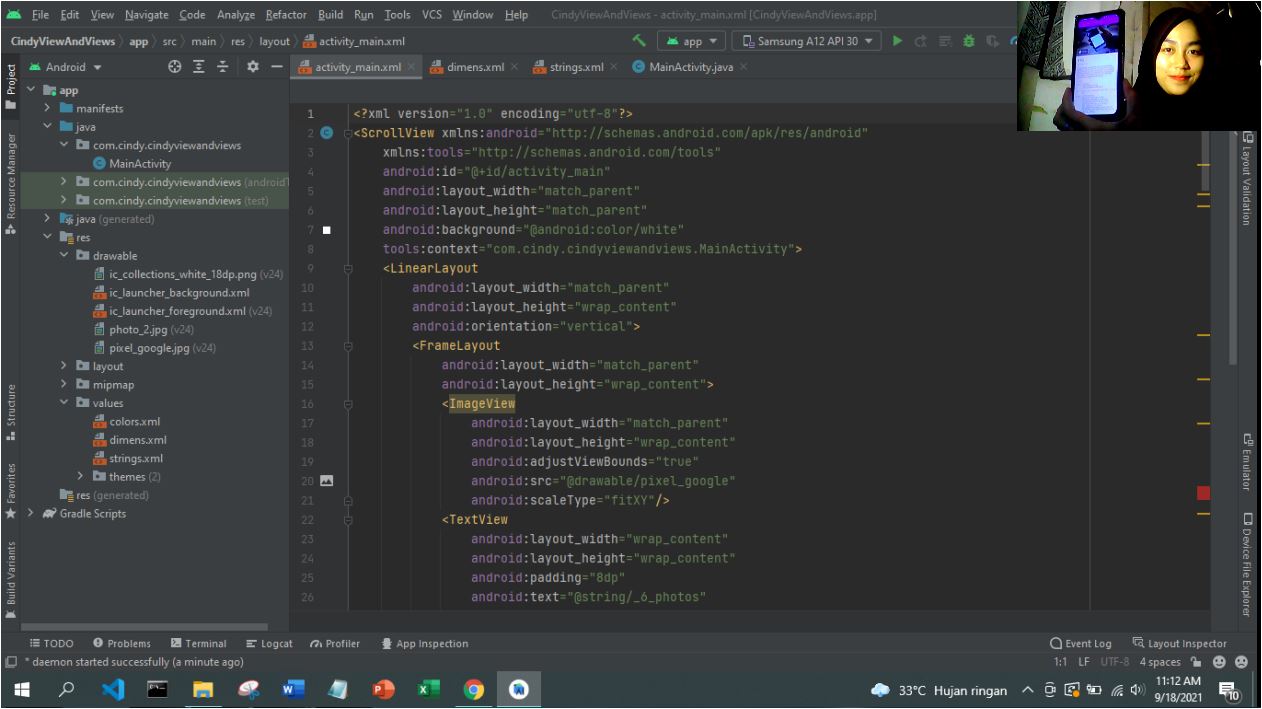 File Edit View Navigate Code Analyze Refactor Build Run Tools VCS Window Help CindyViewAndViews - activity_main.xml [CindyViewAndViews.app]
CindyViewAndViews app src main res layout activity_main.xml
app Samsung A12 API 30
Android
activity_main.xml dimens.xml strings.xml MainActivity.java
Project
Resource Manager
Structure
Favorites
Build Variants
app
manifests
java
com.cindy.cindyviewandviews
MainActivity
com.cindy.cindyviewandviews (androidT
com.cindy.cindyviewandviews (test)
java (generated)
res
drawable
ic_collections_white_18dp.png (v24)
ic_launcher_background.xml
ic_launcher_foreground.xml (v24)
photo_2.jpg (v24)
pixel_google.jpg (v24)
layout
mipmap
values
colors.xml
dimens.xml
strings.xml
themes (2)
res (generated)
Gradle Scripts
1 <?xml version="1.0" encoding="utf-8"?>
2 <ScrollView xmlns:android="http://schemas.android.com/apk/res/android"
3 xmlns:tools="http://schemas.android.com/tools"
4 android:id="@+id/activity_main"
5 android:layout_width="match_parent"
6 android:layout_height="match_parent"
7 android:background="@android:color/white"
8 tools:context="com.cindy.cindyviewandviews.MainActivity">
9 <LinearLayout
10 android:layout_width="match_parent"
11 android:layout_height="wrap_content"
12 android:orientation="vertical">
13 <FrameLayout
14 android:layout_width="match_parent"
15 android:layout_height="wrap_content">
16 <ImageView
17 android:layout_width="match_parent"
18 android:layout_height="wrap_content"
19 android:adjustViewBounds="true"
20 android:src="@drawable/pixel_google"
21 android:scaleType="fitXY"/>
22 <TextView
23 android:layout_width="wrap_content"
24 android:layout_height="wrap_content"
25 android:padding="8dp"
26 android:text="@string/_6_photos"
Layout Validation
Emulator
Device File Explorer
TODO Problems Terminal Logcat Profiler App Inspection Event Log Layout Inspector
* daemon started successfully (a minute ago) 1:1 LF UTF-8 4 spaces
33°C Hujan ringan
11:12 AM
9/18/2021
10